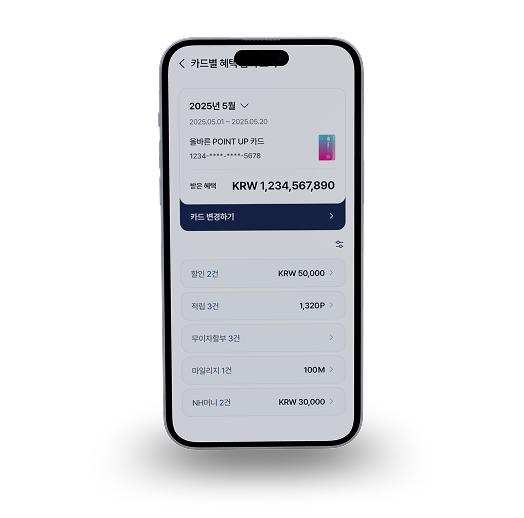 카드별 혜택
2025년 5월
2025.05.01 ~ 2025.05.20
올바른 POINT UP 카드
1234-****-****-5678
받은 혜택 KRW 1,234,567,890
카드 변경하기
할인 2건 KRW 50,000
적립 3건 1,320P
무이자할부 3건
마일리지 1건 100M
NH머니 2건 KRW 30,000